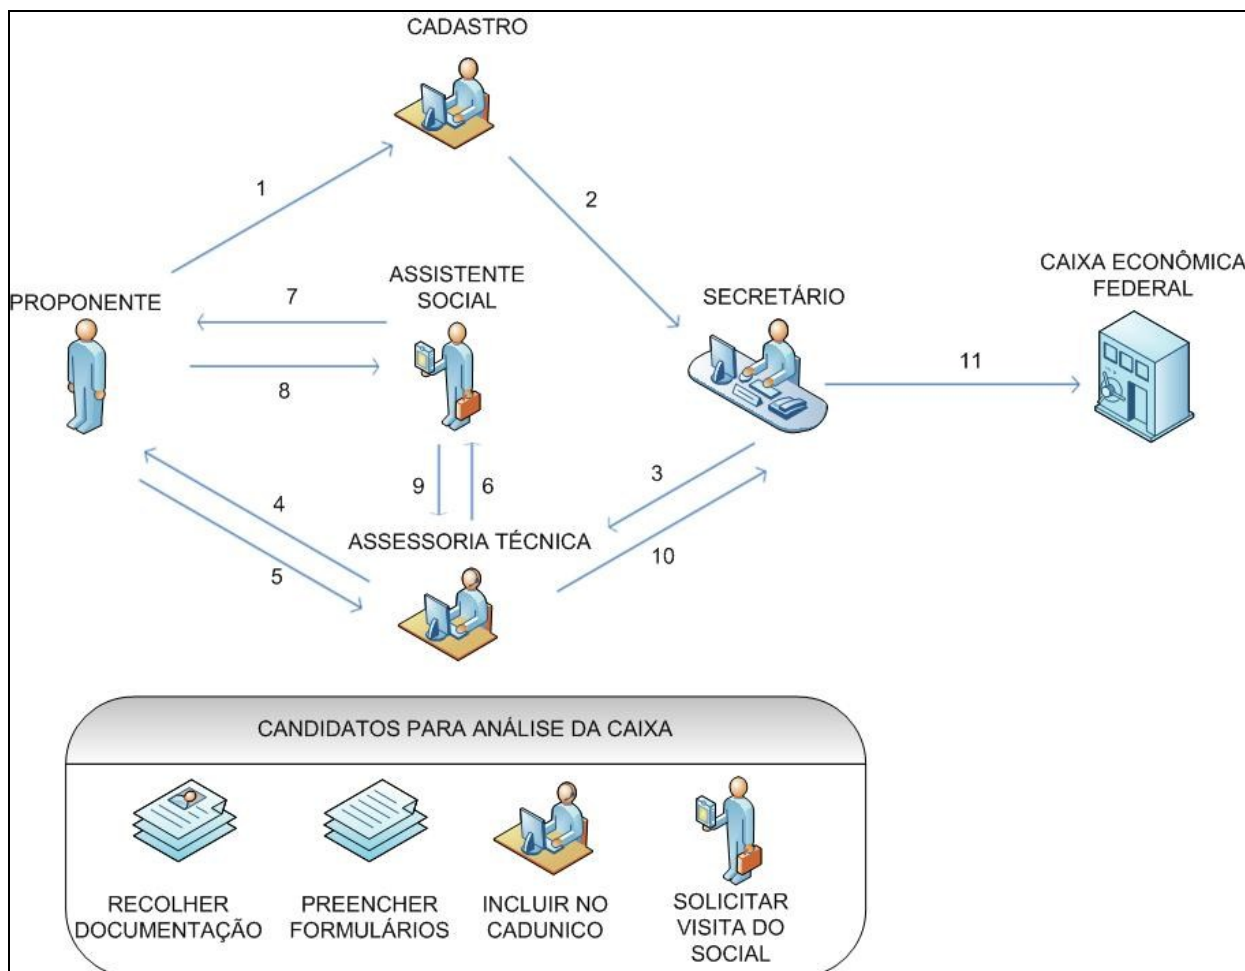 CADASTRO
1
2
PROPONENTE
7
ASSISTENTE
SOCIAL
8
SECRETÁRIO
CAIXA ECONÔMICA
FEDERAL
11
4
5
9
6
3
10
ASSESSORIA TÉCNICA
CANDIDATOS PARA ANÁLISE DA CAIXA
RECOLHER
DOCUMENTAÇÃO
PREENCHER
FORMULÁRIOS
INCLUIR NO
CADUNICO
SOLICITAR
VISITA DO
SOCIAL